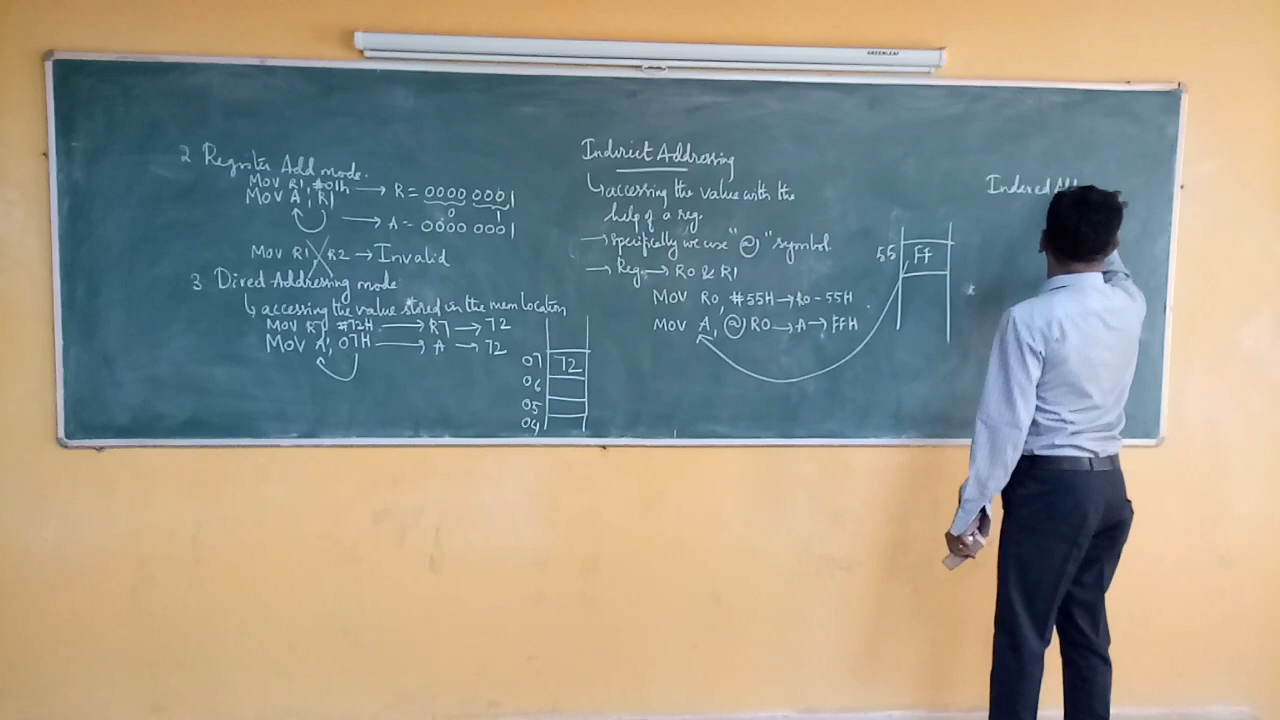 GREENLEAF
2 Register Add mode.
MOV R1, #01h → R = 0000 0001
0 1
MOV A, R1 → A = 0000 0001
MOV R1 R2 → Invalid
3 Direct Addressing mode
↳ accessing the value stored in the mem location
MOV R7 #72H → R7 → 72
MOV A, 07H → A → 72
07 72
06
05
04
Indirect Addressing
↳ accessing the value with the
help of a reg.
→ Specifically we use "@" symbol.
→ Reg. → R0 & R1
MOV R0, #55H → R0 - 55H
MOV A, @R0 → A → FFH
55 FF
Indexed